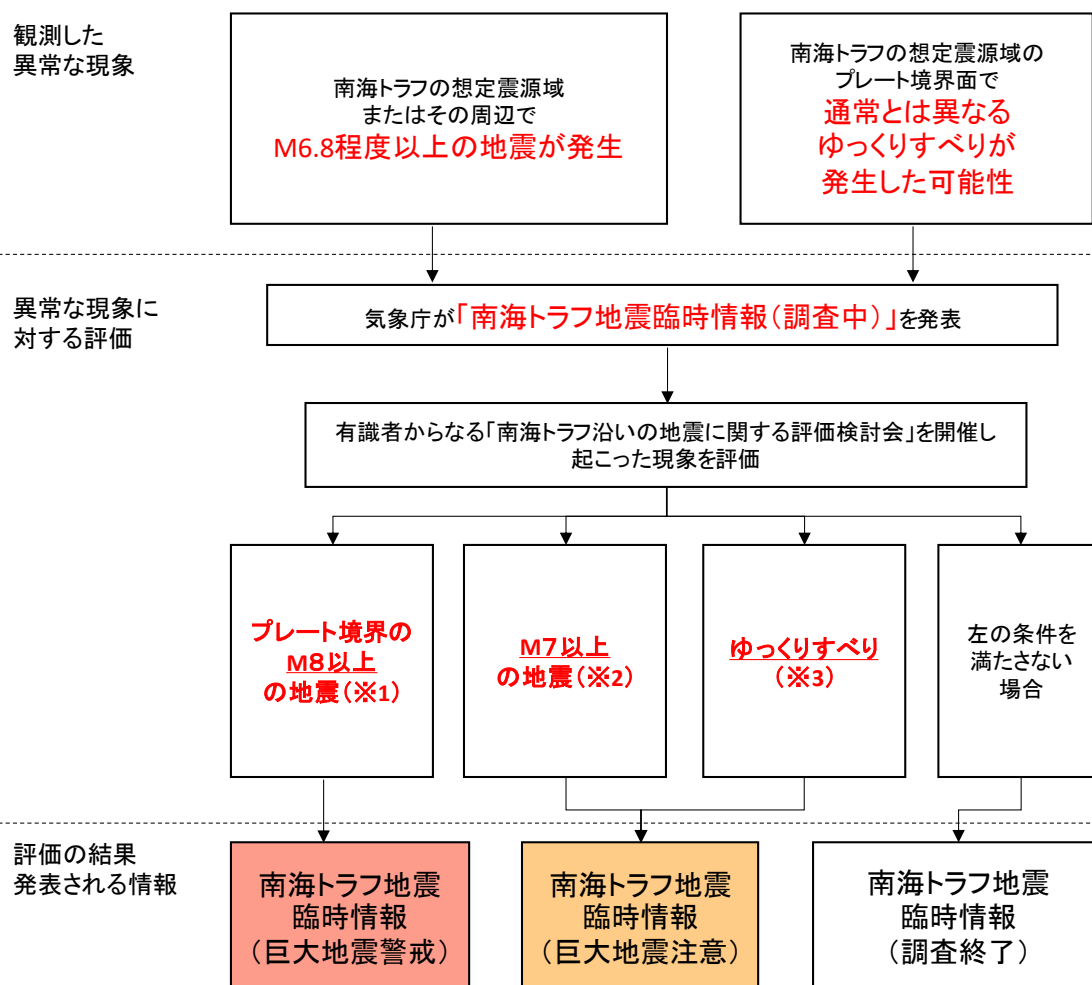 観測した
異常な現象
南海トラフの想定震源域
またはその周辺で
M6.8程度以上の地震が発生
南海トラフの想定震源域の
プレート境界面で
通常とは異なる
ゆっくりすべりが
発生した可能性
異常な現象に
対する評価
気象庁が「南海トラフ地震臨時情報（調査中）」を発表
有識者からなる「南海トラフ沿いの地震に関する評価検討会」を開催し
起こった現象を評価
プレート境界の
M８以上
の地震（※1）
M７以上
の地震（※2）
ゆっくりすべり
（※3）
左の条件を
満たさない
場合
評価の結果
発表される情報
南海トラフ地震
臨時情報
（巨大地震警戒）
南海トラフ地震
臨時情報
（巨大地震注意）
南海トラフ地震
臨時情報
（調査終了）